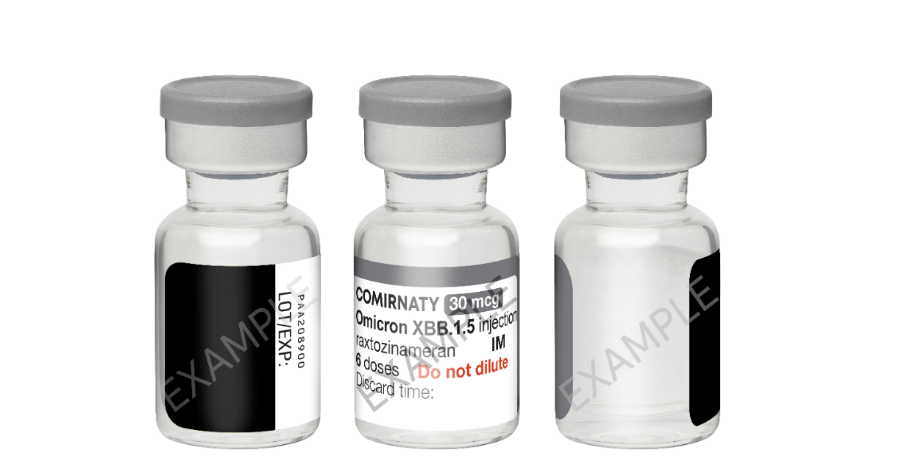 PAA208900
LOT/EXP:
EXAMPLE
COMIRNATY 30 mcg
Omicron XBB.1.5 injection
raxtozinameran IM
6 doses Do not dilute
Discard time:
EXAMPLE
EXAMPLE